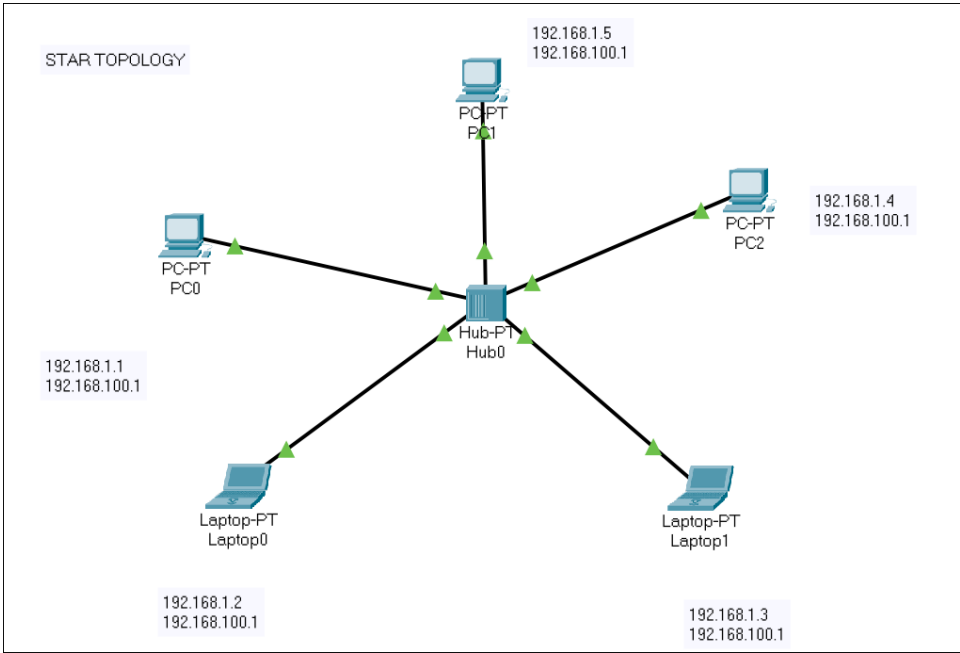 STAR TOPOLOGY
192.168.1.5
192.168.100.1
PC-PT
PC1
192.168.1.4
192.168.100.1
PC-PT
PC2
PC-PT
PC0
Hub-PT
Hub0
192.168.1.1
192.168.100.1
Laptop-PT
Laptop0
Laptop-PT
Laptop1
192.168.1.2
192.168.100.1
192.168.1.3
192.168.100.1